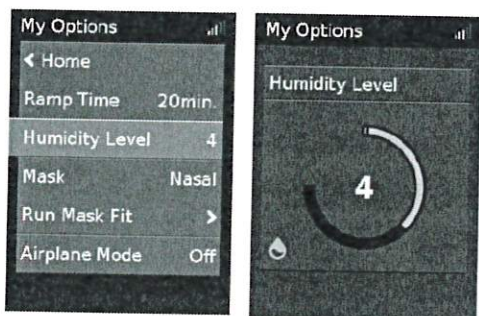 My Options
< Home
Ramp Time 20min.
Humidity Level 4
Mask Nasal
Run Mask Fit >
Airplane Mode Off
My Options
Humidity Level
4